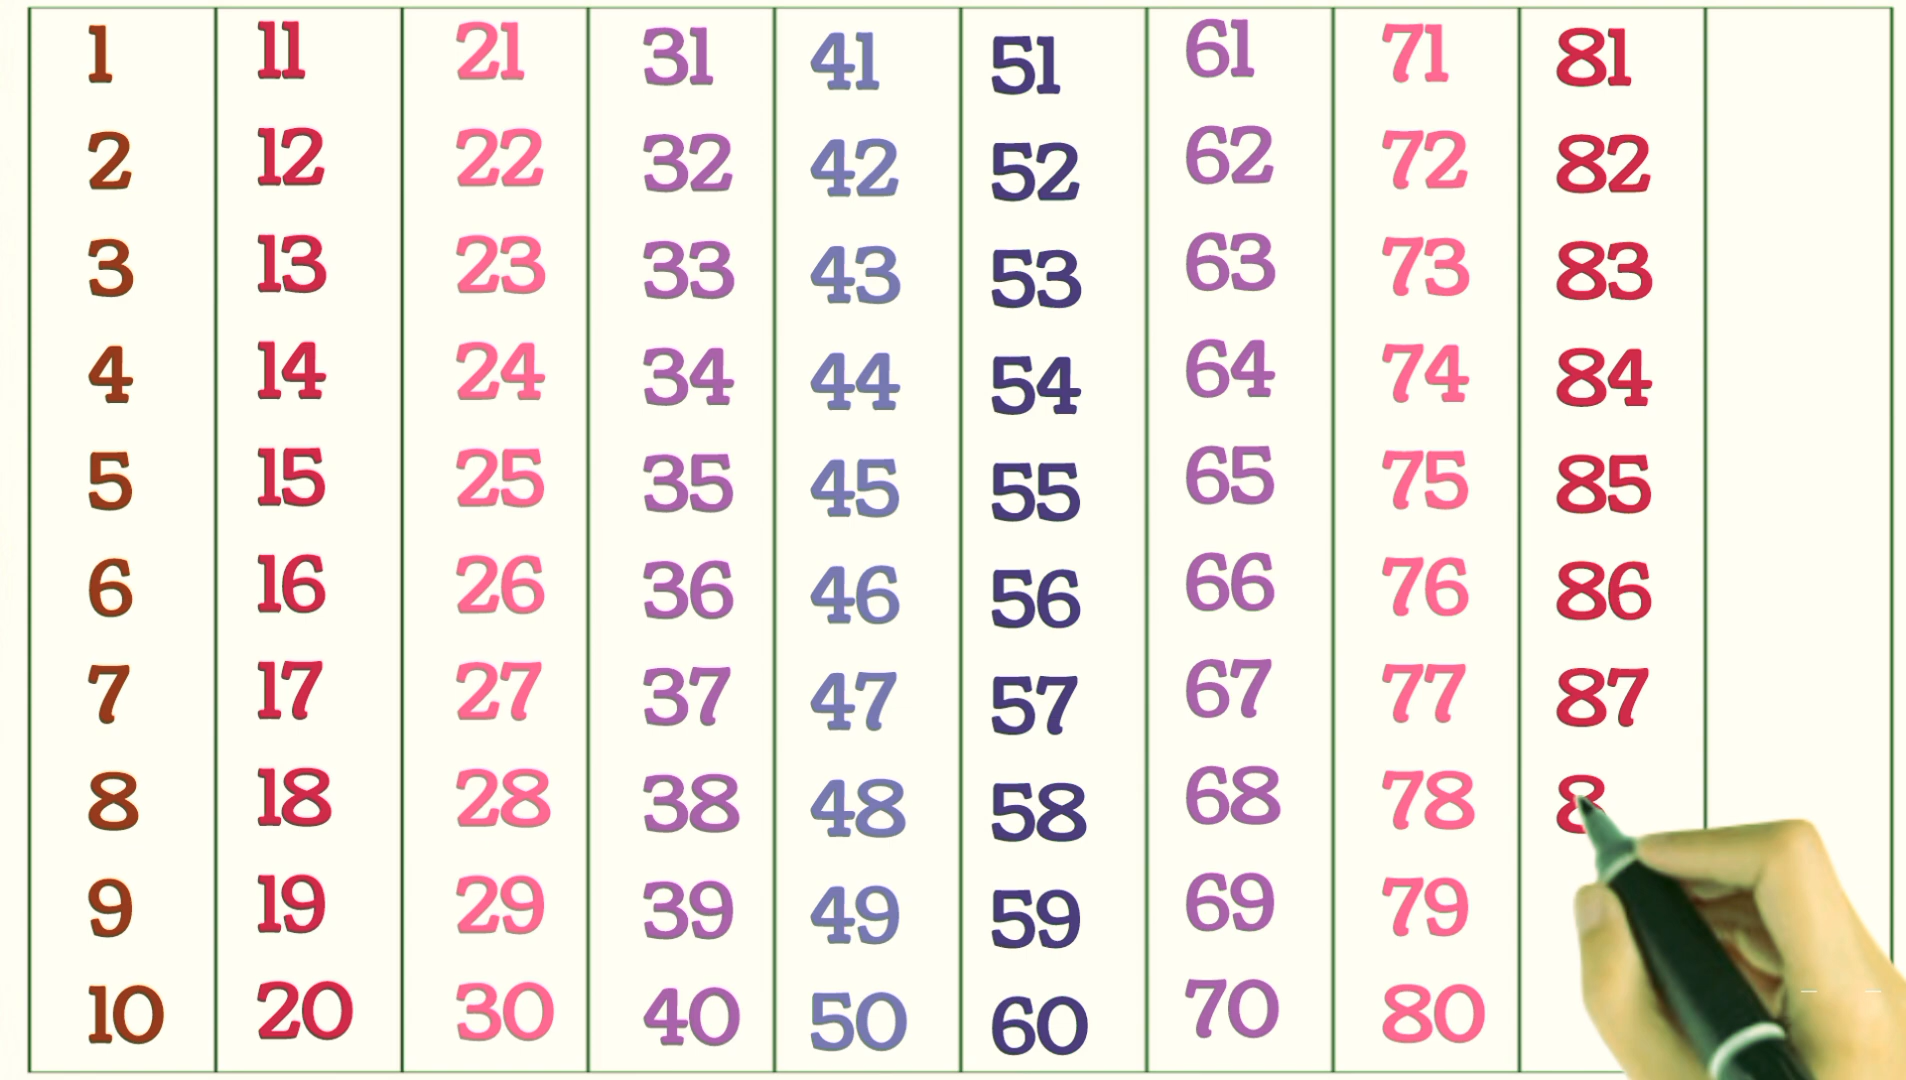 1 11 21 31 41 51 61 71 81
2 12 22 32 42 52 62 72 82
3 13 23 33 43 53 63 73 83
4 14 24 34 44 54 64 74 84
5 15 25 35 45 55 65 75 85
6 16 26 36 46 56 66 76 86
7 17 27 37 47 57 67 77 87
8 18 28 38 48 58 68 78 8
9 19 29 39 49 59 69 79
10 20 30 40 50 60 70 80